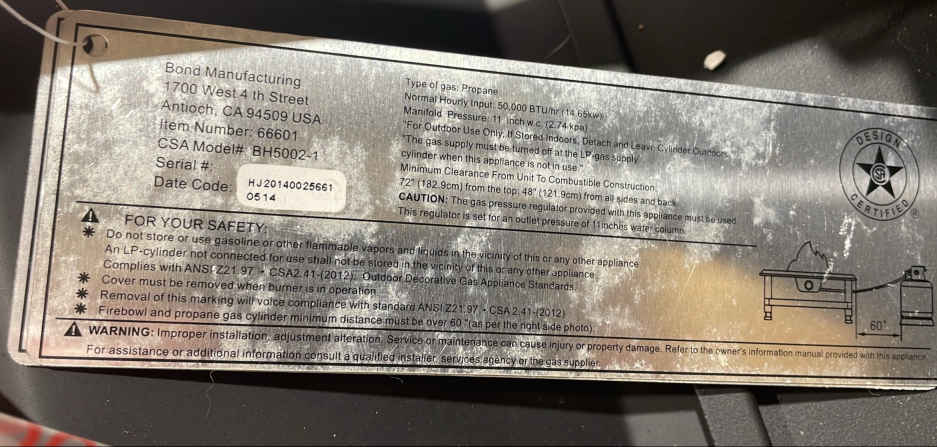 Bond Manufacturing
1700 West 4 th Street
Antioch, CA 94509 USA
Item Number: 66601
CSA Model#: BH5002-1
Serial #:
Date Code:
HJ20140025661
0514
Type of gas: Propane
Normal Hourly Input: 50,000 BTU/hr (14.65kw)
Manifold Pressure: 11 inch w.c. (2.74 kpa)
"For Outdoor Use Only, If Stored Indoors, Detach and Leave Cylinder Outdoors.
"The gas supply must be turned off at the LP-gas supply
cylinder when this appliance is not in use."
Minimum Clearance From Unit To Combustible Construction:
72" (182.9cm) from the top; 48" (121.9cm) from all sides and back.
CAUTION: The gas pressure regulator provided with this appliance must be used.
This regulator is set for an outlet pressure of 11inches water column.
DESIGN
CERTIFIED
®
FOR YOUR SAFETY:
Do not store or use gasoline or other flammable vapors and liquids in the vicinity of this or any other appliance.
An LP-cylinder not connected for use shall not be stored in the vicinity of this or any other appliance.
Complies with ANSI Z21.97 • CSA2.41-(2012), Outdoor Decorative Gas Appliance Standards.
Cover must be removed when burner is in operation.
Removal of this marking will voice compliance with standard ANSI Z21.97 • CSA 2.41-(2012)
Firebowl and propane gas cylinder minimum distance must be over 60 "(as per the right side photo).
60"
WARNING: Improper installation, adjustment alteration, Service or maintenance can cause injury or property damage. Refer to the owner's information manual provided with this appliance.
For assistance or additional information consult a qualified installer, services agency or the gas supplier.